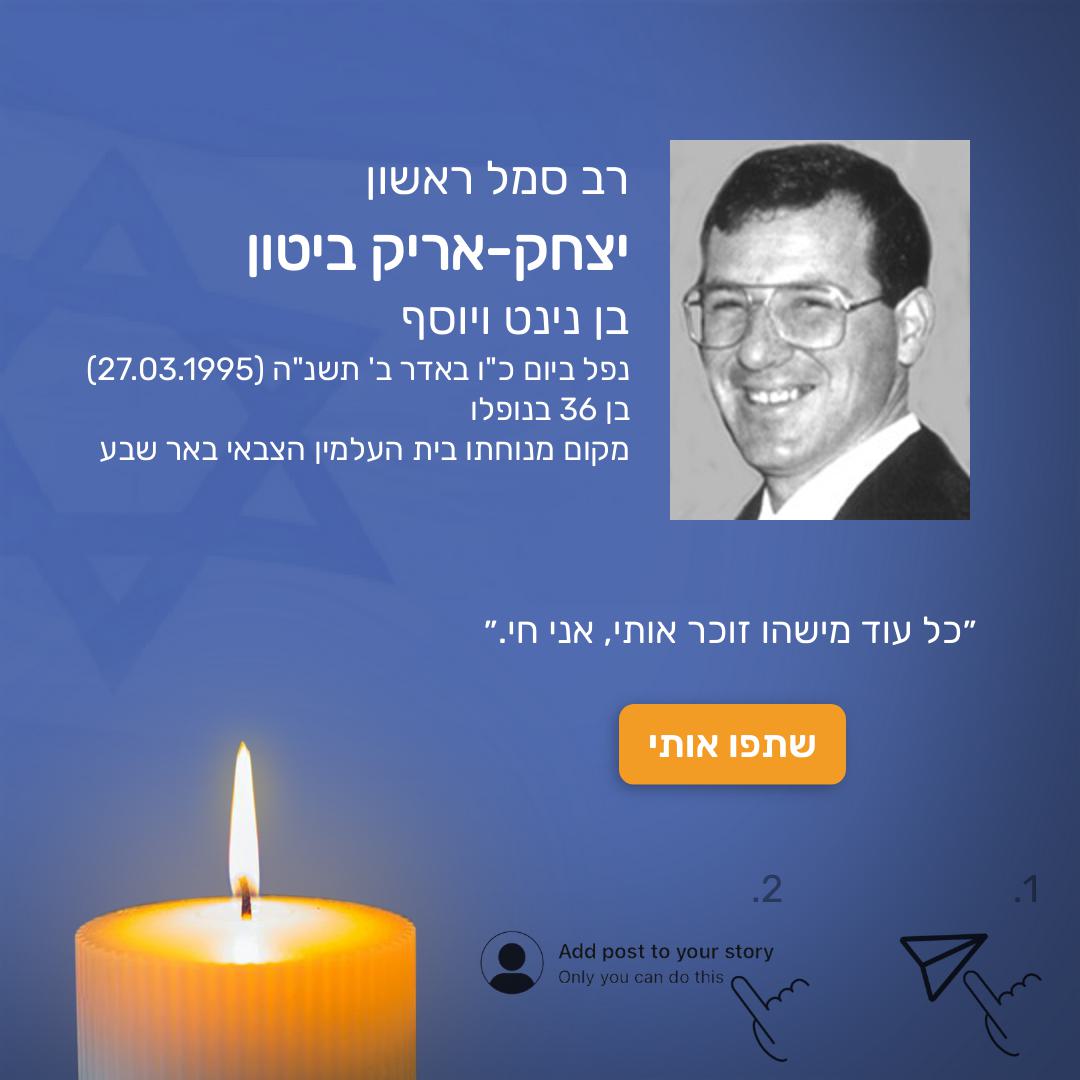 רב סמל ראשון
יצחק-אריק ביטון
בן נינט ויוסף
נפל ביום כ"ו באדר ב' תשנ"ה (27.03.1995)
בן 36 בנופלו
מקום מנוחתו בית העלמין הצבאי באר שבע
״כל עוד מישהו זוכר אותי, אני חי.״
שתפו אותי
1.
2.
Add post to your story
Only you can do this